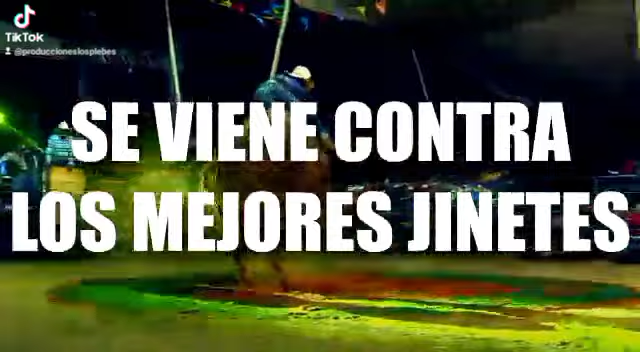 TikTok
@produccioneslosplebes
SE VIENE CONTRA
LOS MEJORES JINETES